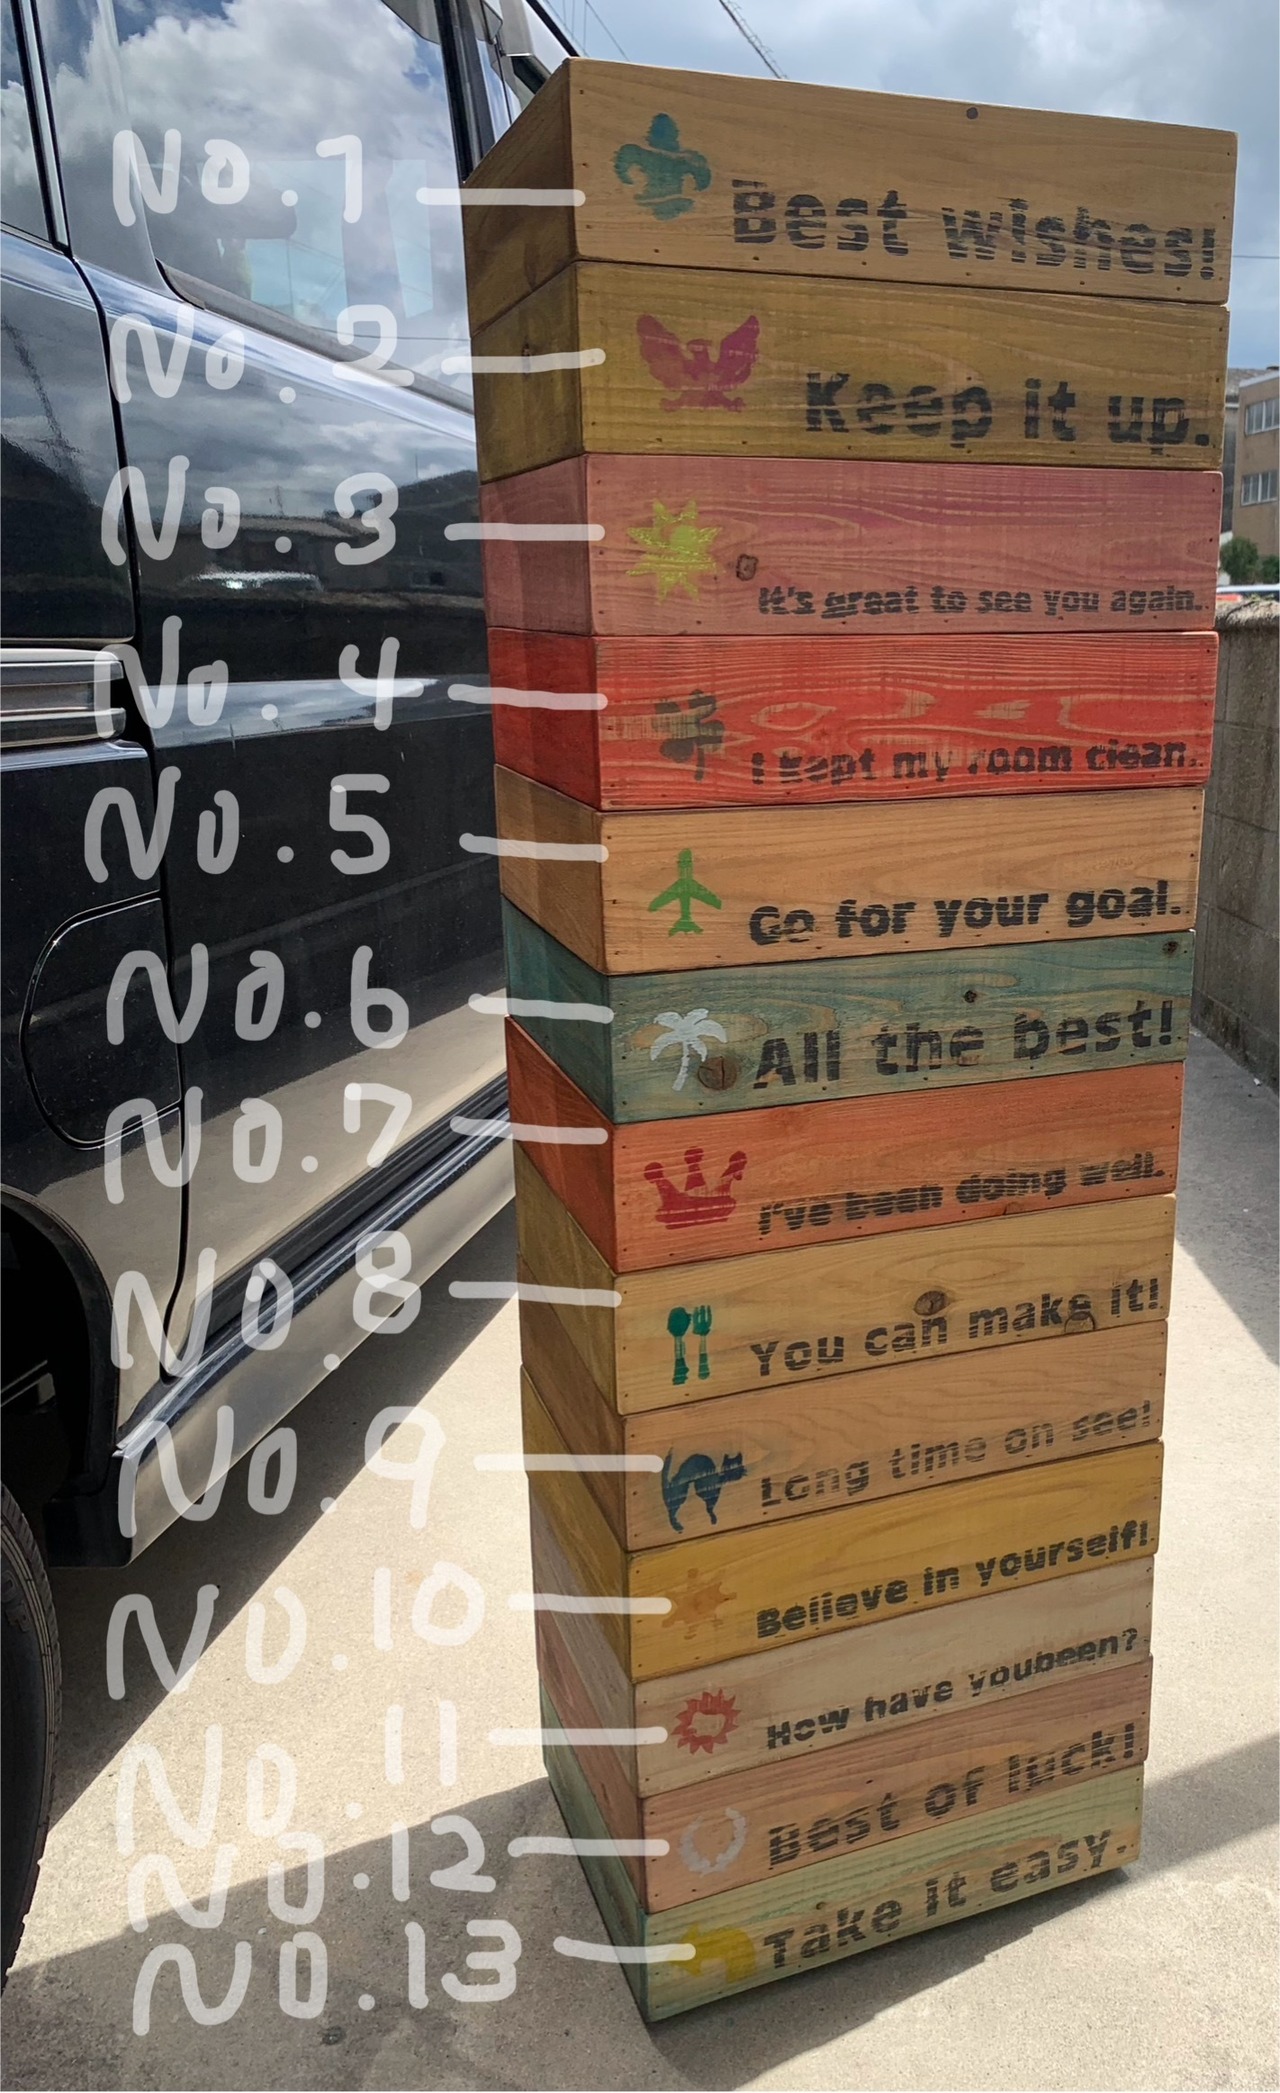 No. 1 Best wishes!
No. 2 Keep it up.
No. 3 It's great to see you again.
No. 4 I kept my room clean.
No. 5 Go for your goal.
No. 6 All the best!
No. 7 I've been doing well.
No. 8 You can make it!
No. 9 Long time on see!
No. 10 Believe in yourself!
No. 11 How have youbeen?
No. 12 Best of luck!
No. 13 Take it easy.